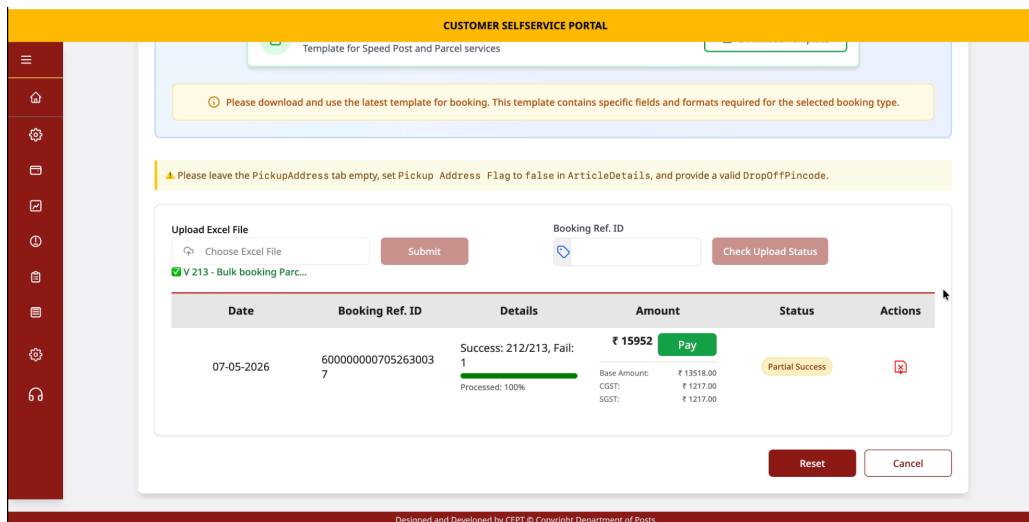 CUSTOMER SELFSERVICE PORTAL
Template for Speed Post and Parcel services
Please download and use the latest template for booking. This template contains specific fields and formats required for the selected booking type.
⚠ Please leave the PickupAddress tab empty, set Pickup Address Flag to false in ArticleDetails, and provide a valid DropOffPincode.
Upload Excel File
Booking Ref. ID
Choose Excel File
Submit
Check Upload Status
✅ V 213 - Bulk booking Parc...
Date Booking Ref. ID Details Amount Status Actions
07-05-2026
600000000705263003
7
Success: 212/213, Fail:
1
Processed: 100%
₹ 15952
Pay
Base Amount: ₹ 13518.00
CGST: ₹ 1217.00
SGST: ₹ 1217.00
Partial Success
Reset
Cancel
Designed and Developed by CEPT © Copyright Department of Posts